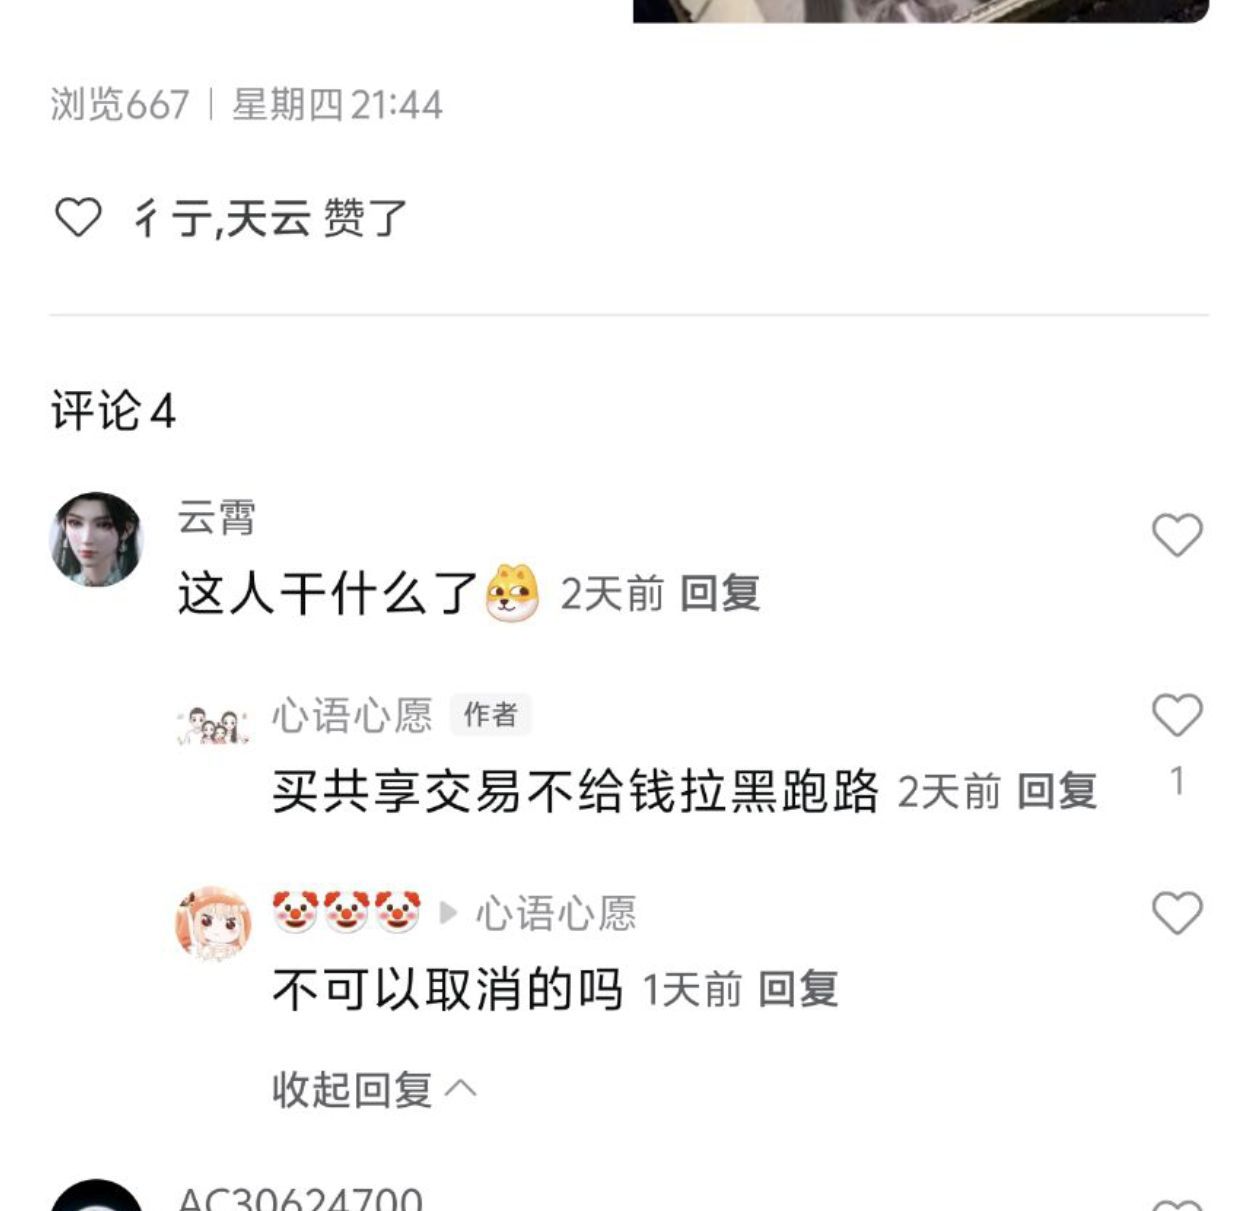 浏览667 | 星期四 21:44
彳亍,天云 赞了
评论 4
云霄
这人干什么了 2天前 回复
心语心愿 作者
买共享交易不给钱拉黑跑路 2天前 回复
1
🤡🤡🤡 ▶ 心语心愿
不可以取消的吗 1天前 回复
收起回复
AC30624700